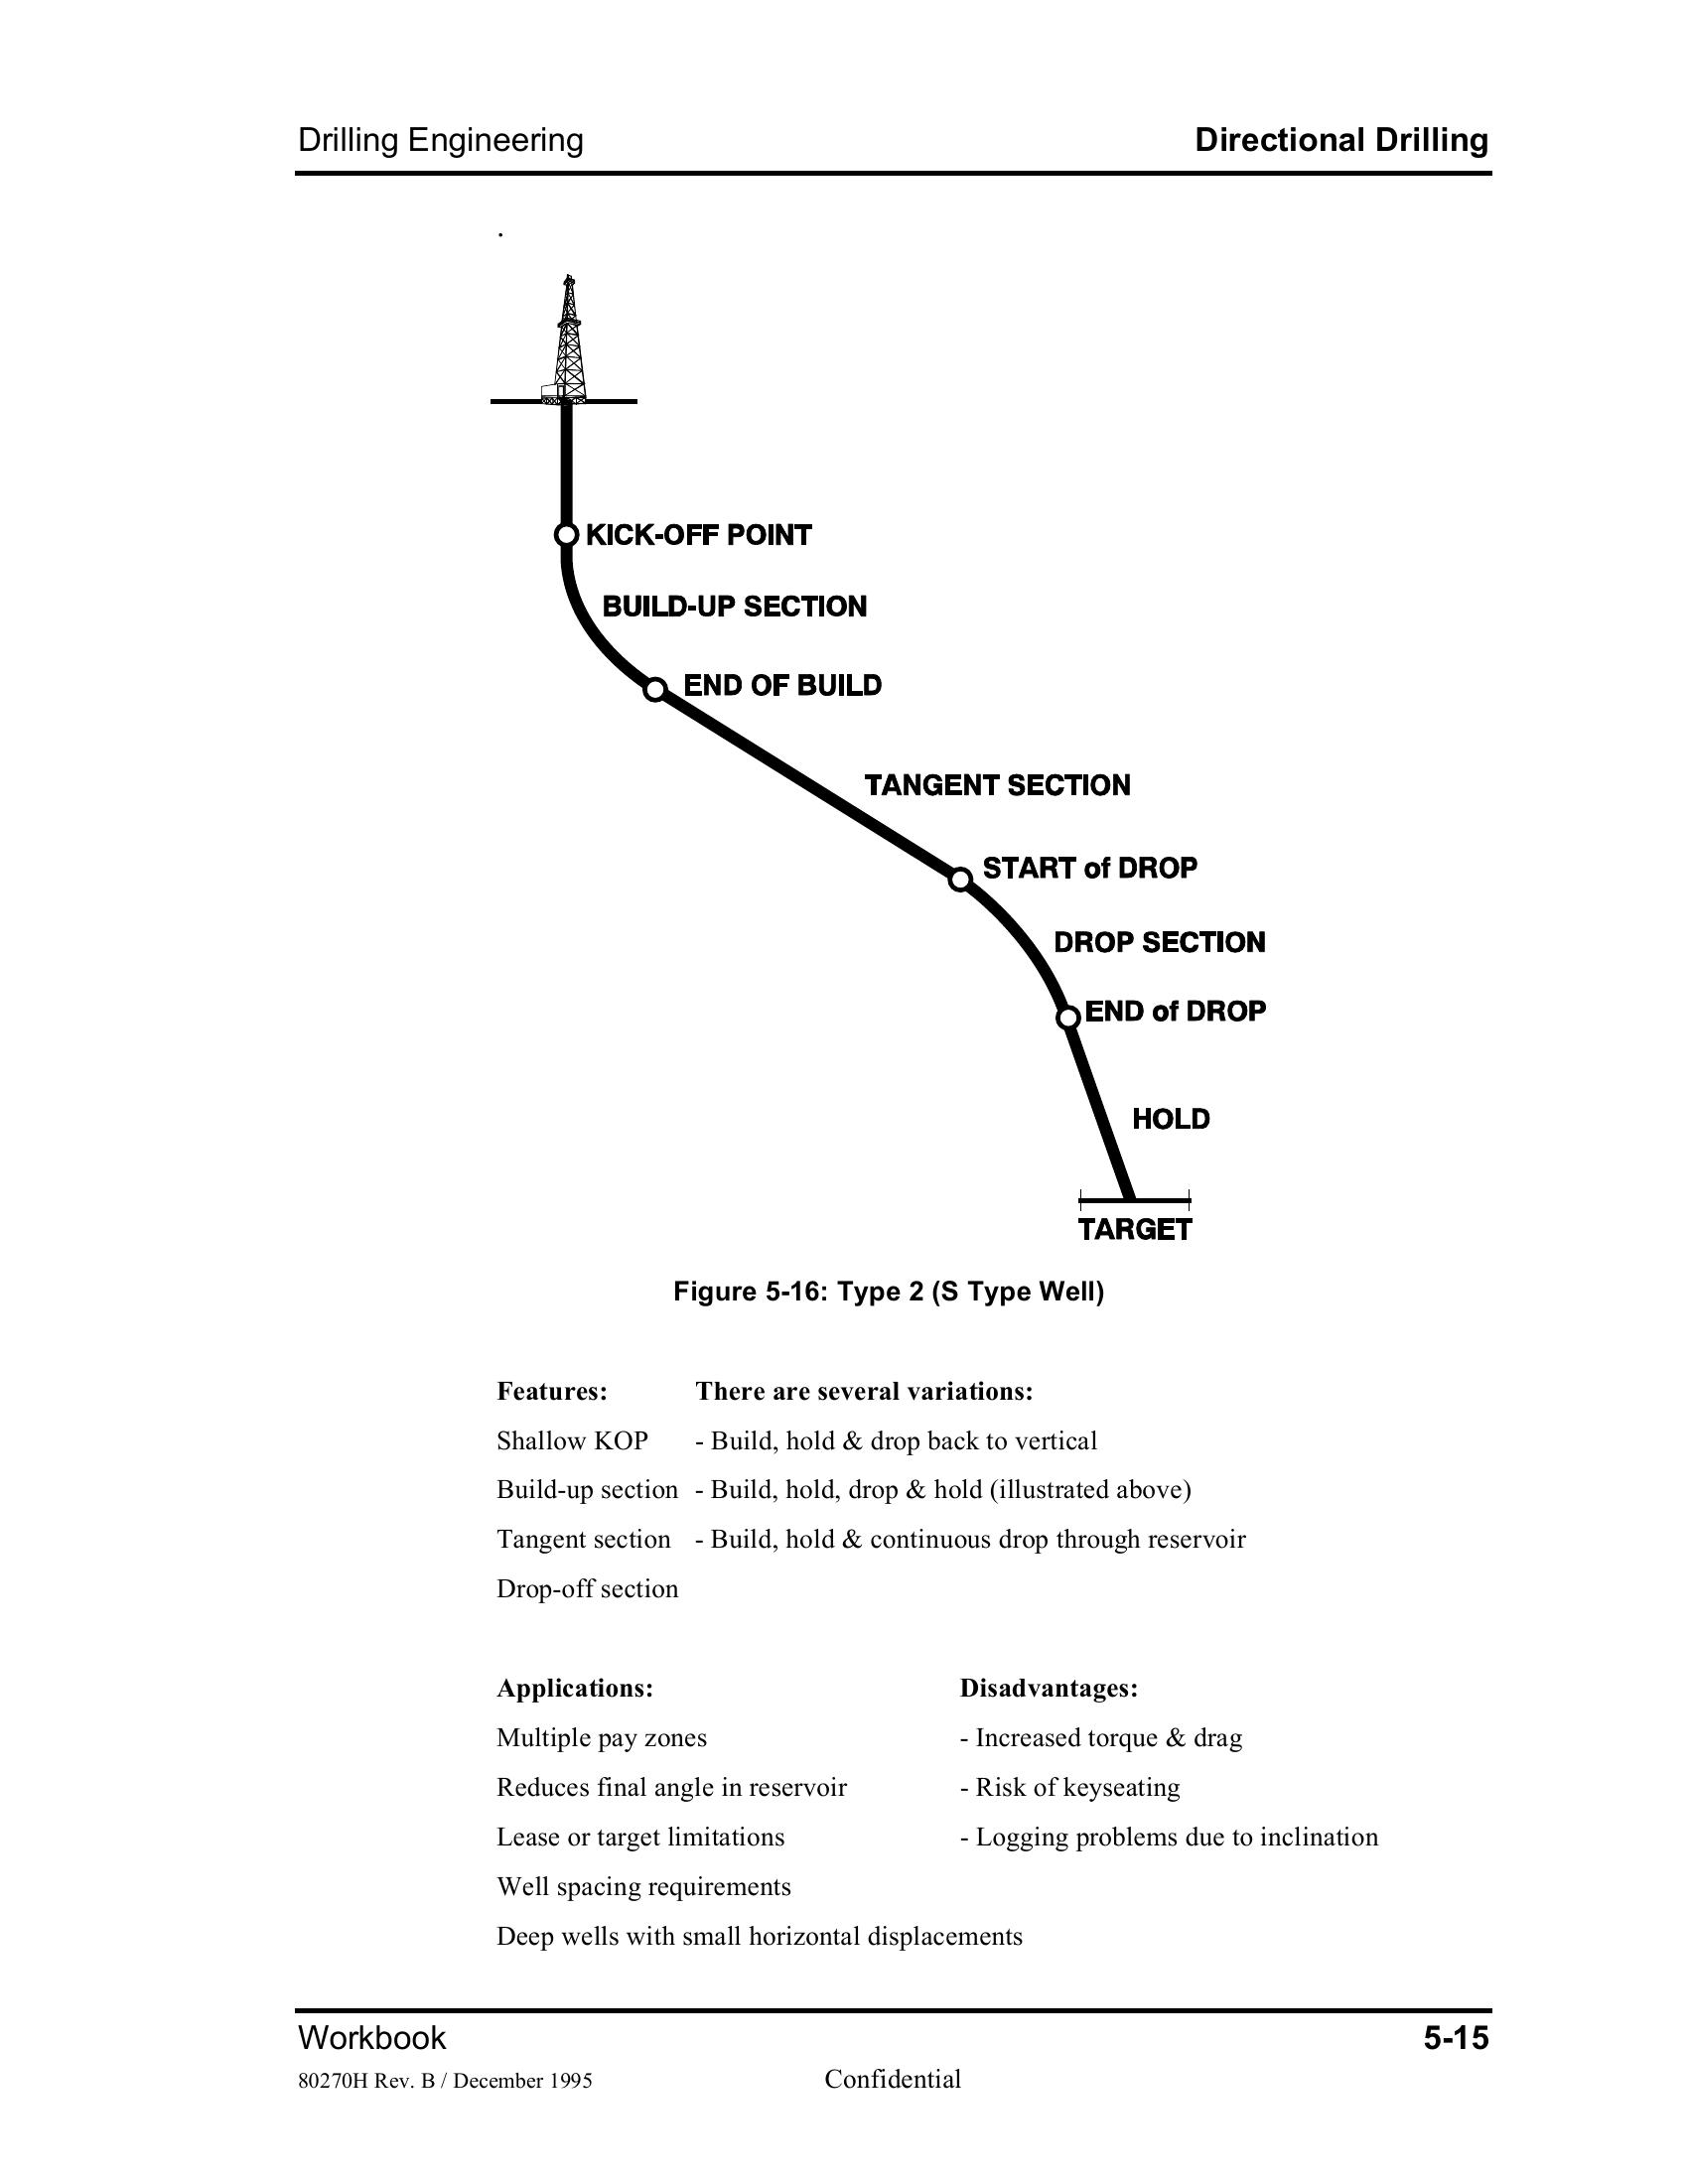 Drilling Engineering Directional Drilling
.
KICK-OFF POINT
BUILD-UP SECTION
END OF BUILD
TANGENT SECTION
START of DROP
DROP SECTION
END of DROP
HOLD
TARGET
Figure 5-16: Type 2 (S Type Well)
Features: There are several variations:
Shallow KOP - Build, hold & drop back to vertical
Build-up section - Build, hold, drop & hold (illustrated above)
Tangent section - Build, hold & continuous drop through reservoir
Drop-off section
Applications: Disadvantages:
Multiple pay zones - Increased torque & drag
Reduces final angle in reservoir - Risk of keyseating
Lease or target limitations - Logging problems due to inclination
Well spacing requirements
Deep wells with small horizontal displacements
Workbook 5-15
80270H Rev. B / December 1995 Confidential